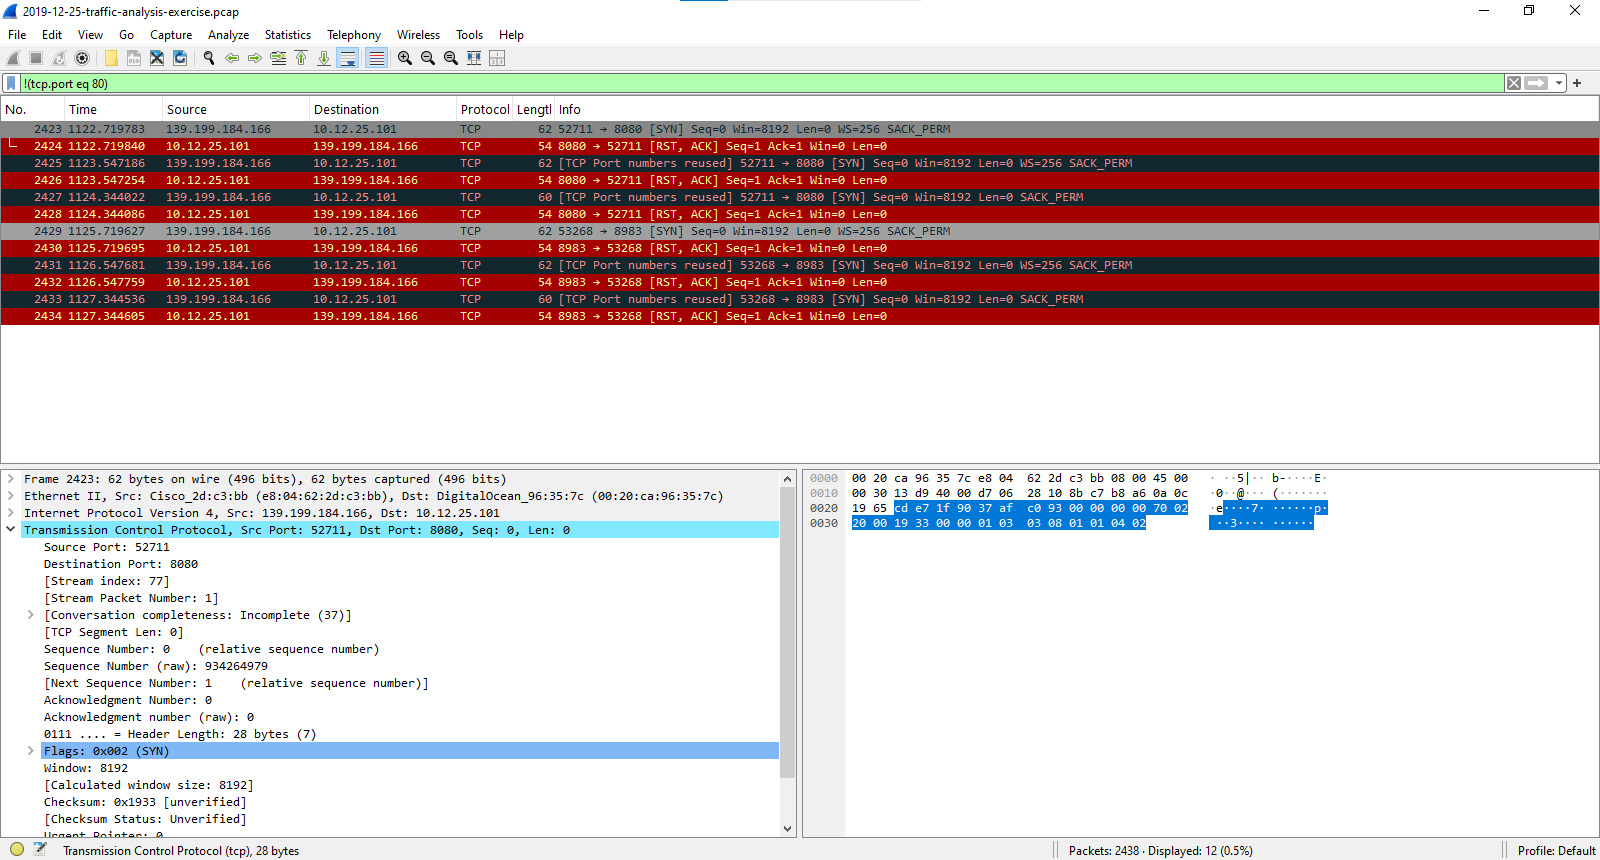 2019-12-25-traffic-analysis-exercise.pcap
File Edit View Go Capture Analyze Statistics Telephony Wireless Tools Help
!(tcp.port eq 80)
No. Time Source Destination Protocol Lengtl Info
2423 1122.719783 139.199.184.166 10.12.25.101 TCP 62 52711 → 8080 [SYN] Seq=0 Win=8192 Len=0 WS=256 SACK_PERM
2424 1122.719840 10.12.25.101 139.199.184.166 TCP 54 8080 → 52711 [RST, ACK] Seq=1 Ack=1 Win=0 Len=0
2425 1123.547186 139.199.184.166 10.12.25.101 TCP 62 [TCP Port numbers reused] 52711 → 8080 [SYN] Seq=0 Win=8192 Len=0 WS=256 SACK_PERM
2426 1123.547254 10.12.25.101 139.199.184.166 TCP 54 8080 → 52711 [RST, ACK] Seq=1 Ack=1 Win=0 Len=0
2427 1124.344022 139.199.184.166 10.12.25.101 TCP 60 [TCP Port numbers reused] 52711 → 8080 [SYN] Seq=0 Win=8192 Len=0 SACK_PERM
2428 1124.344086 10.12.25.101 139.199.184.166 TCP 54 8080 → 52711 [RST, ACK] Seq=1 Ack=1 Win=0 Len=0
2429 1125.719627 139.199.184.166 10.12.25.101 TCP 62 53268 → 8983 [SYN] Seq=0 Win=8192 Len=0 WS=256 SACK_PERM
2430 1125.719695 10.12.25.101 139.199.184.166 TCP 54 8983 → 53268 [RST, ACK] Seq=1 Ack=1 Win=0 Len=0
2431 1126.547681 139.199.184.166 10.12.25.101 TCP 62 [TCP Port numbers reused] 53268 → 8983 [SYN] Seq=0 Win=8192 Len=0 WS=256 SACK_PERM
2432 1126.547759 10.12.25.101 139.199.184.166 TCP 54 8983 → 53268 [RST, ACK] Seq=1 Ack=1 Win=0 Len=0
2433 1127.344536 139.199.184.166 10.12.25.101 TCP 60 [TCP Port numbers reused] 53268 → 8983 [SYN] Seq=0 Win=8192 Len=0 SACK_PERM
2434 1127.344605 10.12.25.101 139.199.184.166 TCP 54 8983 → 53268 [RST, ACK] Seq=1 Ack=1 Win=0 Len=0
Frame 2423: 62 bytes on wire (496 bits), 62 bytes captured (496 bits)
Ethernet II, Src: Cisco_2d:c3:bb (e8:04:62:2d:c3:bb), Dst: DigitalOcean_96:35:7c (00:20:ca:96:35:7c)
Internet Protocol Version 4, Src: 139.199.184.166, Dst: 10.12.25.101
Transmission Control Protocol, Src Port: 52711, Dst Port: 8080, Seq: 0, Len: 0
Source Port: 52711
Destination Port: 8080
[Stream index: 77]
[Stream Packet Number: 1]
[Conversation completeness: Incomplete (37)]
[TCP Segment Len: 0]
Sequence Number: 0 (relative sequence number)
Sequence Number (raw): 934264979
[Next Sequence Number: 1 (relative sequence number)]
Acknowledgment Number: 0
Acknowledgment number (raw): 0
0111 .... = Header Length: 28 bytes (7)
Flags: 0x002 (SYN)
Window: 8192
[Calculated window size: 8192]
Checksum: 0x1933 [unverified]
[Checksum Status: Unverified]
Urgent Pointer: 0
0000 00 20 ca 96 35 7c e8 04 62 2d c3 bb 08 00 45 00 · ··5|·· b-····E·
0010 00 30 13 d9 40 00 d7 06 28 10 8b c7 b8 a6 0a 0c ·0··@··· (·······
0020 19 65 cd e7 1f 90 37 af c0 93 00 00 00 00 70 02 ·e····7· ······p·
0030 20 00 19 33 00 00 01 03 03 08 01 01 04 02 ··3···· ······
Transmission Control Protocol (tcp), 28 bytes
Packets: 2438 · Displayed: 12 (0.5%)
Profile: Default